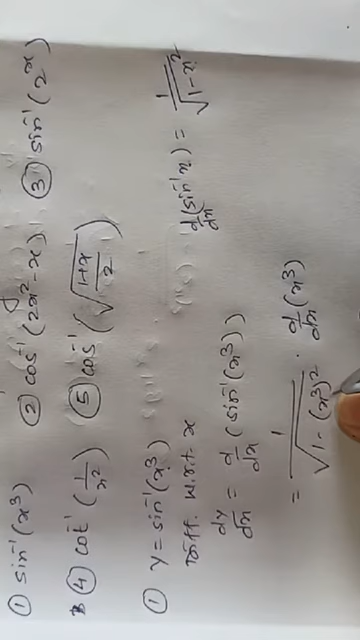 ① sin⁻¹(x³) ② cos⁻¹(2x²-x) ③ sin⁻¹(2x)
④ cot⁻¹(1/x²) ⑤ cos⁻¹(√((1+x)/2))
① y = sin⁻¹(x³) d/dx(sin⁻¹x) = 1/√(1-x²)
Diff. w.r.t. x
dy/dx = d/dx (sin⁻¹(x³))
= 1/√(1-(x³)²) · d/dx(x³)